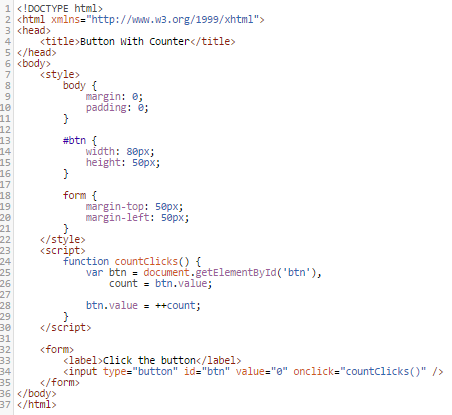 1 <!DOCTYPE html>
2 <html xmlns="http://www.w3.org/1999/xhtml">
3 <head>
4     <title>Button With Counter</title>
5 </head>
6 <body>
7     <style>
8         body {
9             margin: 0;
10             padding: 0;
11         }
12
13         #btn {
14             width: 80px;
15             height: 50px;
16         }
17
18         form {
19             margin-top: 50px;
20             margin-left: 50px;
21         }
22     </style>
23     <script>
24         function countClicks() {
25             var btn = document.getElementById('btn'),
26                 count = btn.value;
27
28             btn.value = ++count;
29         }
30     </script>
31
32     <form>
33         <label>Click the button</label>
34         <input type="button" id="btn" value="0" onclick="countClicks()" />
35     </form>
36 </body>
37 </html>